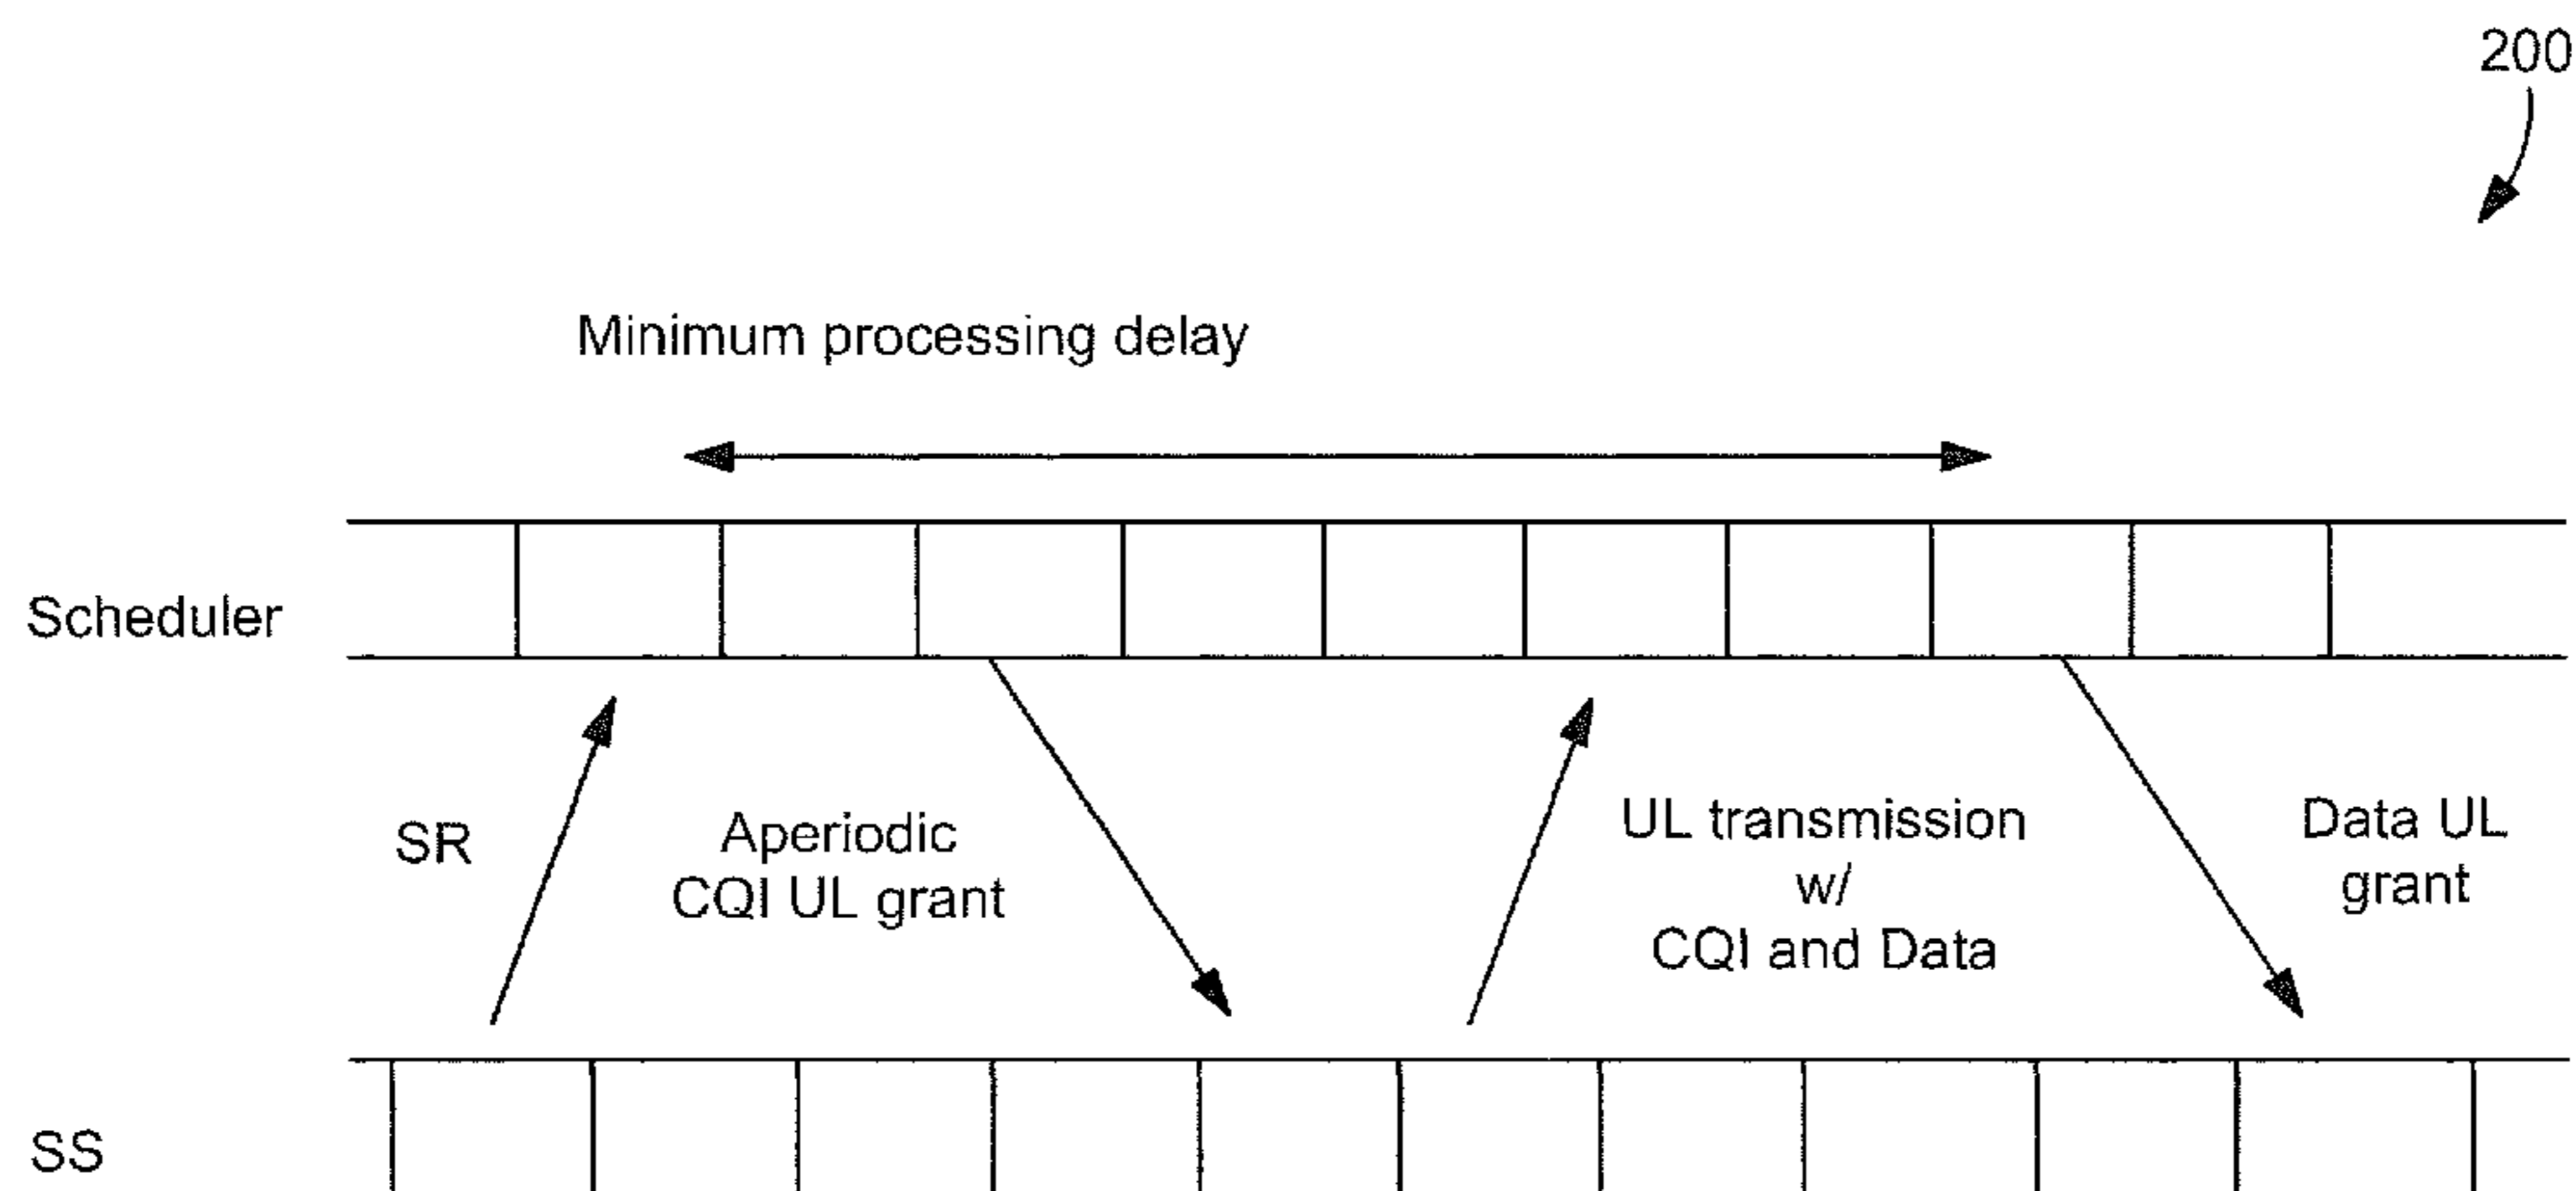 200
Minimum processing delay
Scheduler
SR
Aperiodic
CQI UL grant
UL transmission
w/
CQI and Data
Data UL
grant
SS